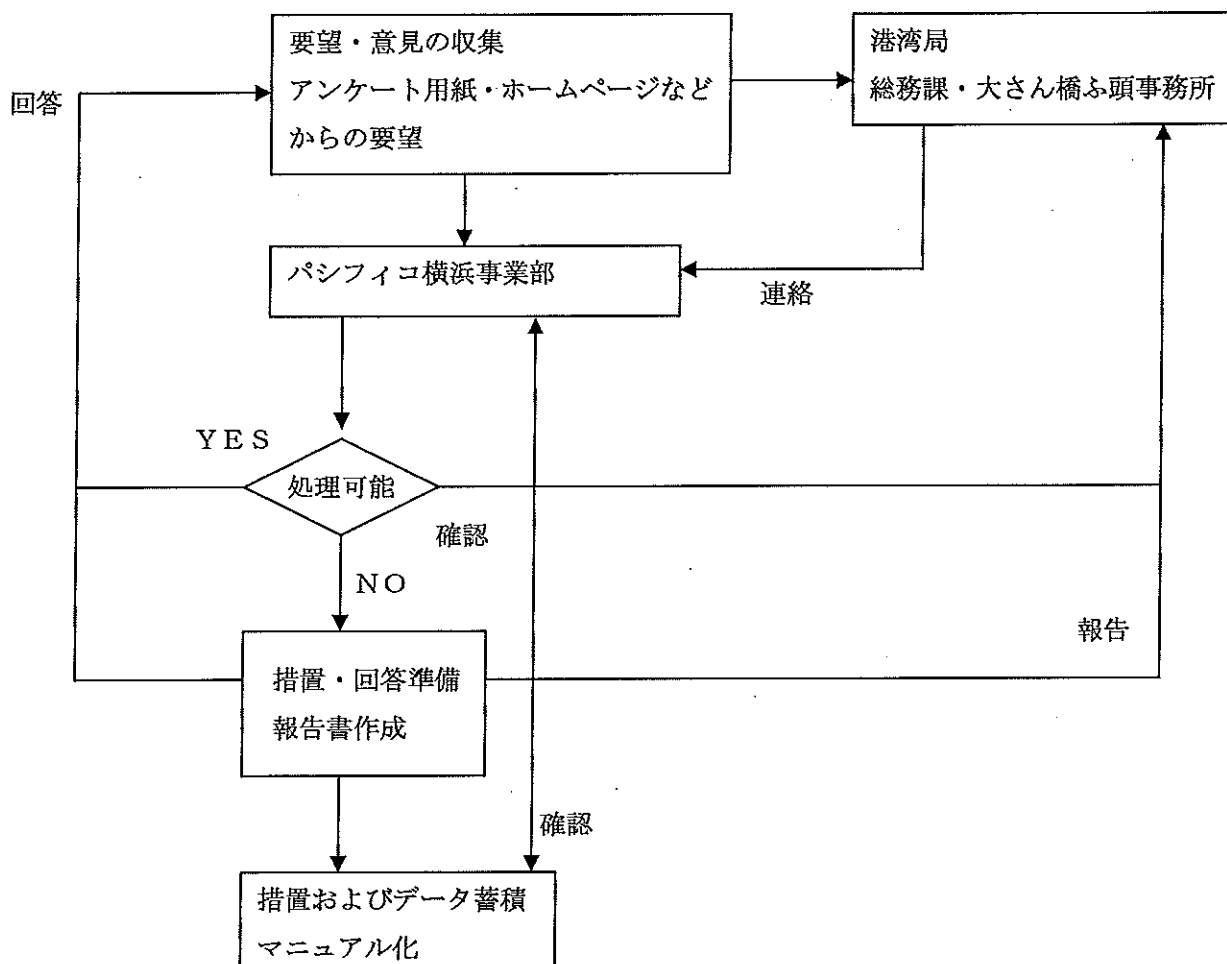 要望・意見の収集
アンケート用紙・ホームページなど
からの要望
港湾局
総務課・大さん橋ふ頭事務所
回答
パシフィコ横浜事業部
連絡
YES
処理可能
確認
NO
報告
措置・回答準備
報告書作成
確認
措置およびデータ蓄積
マニュアル化